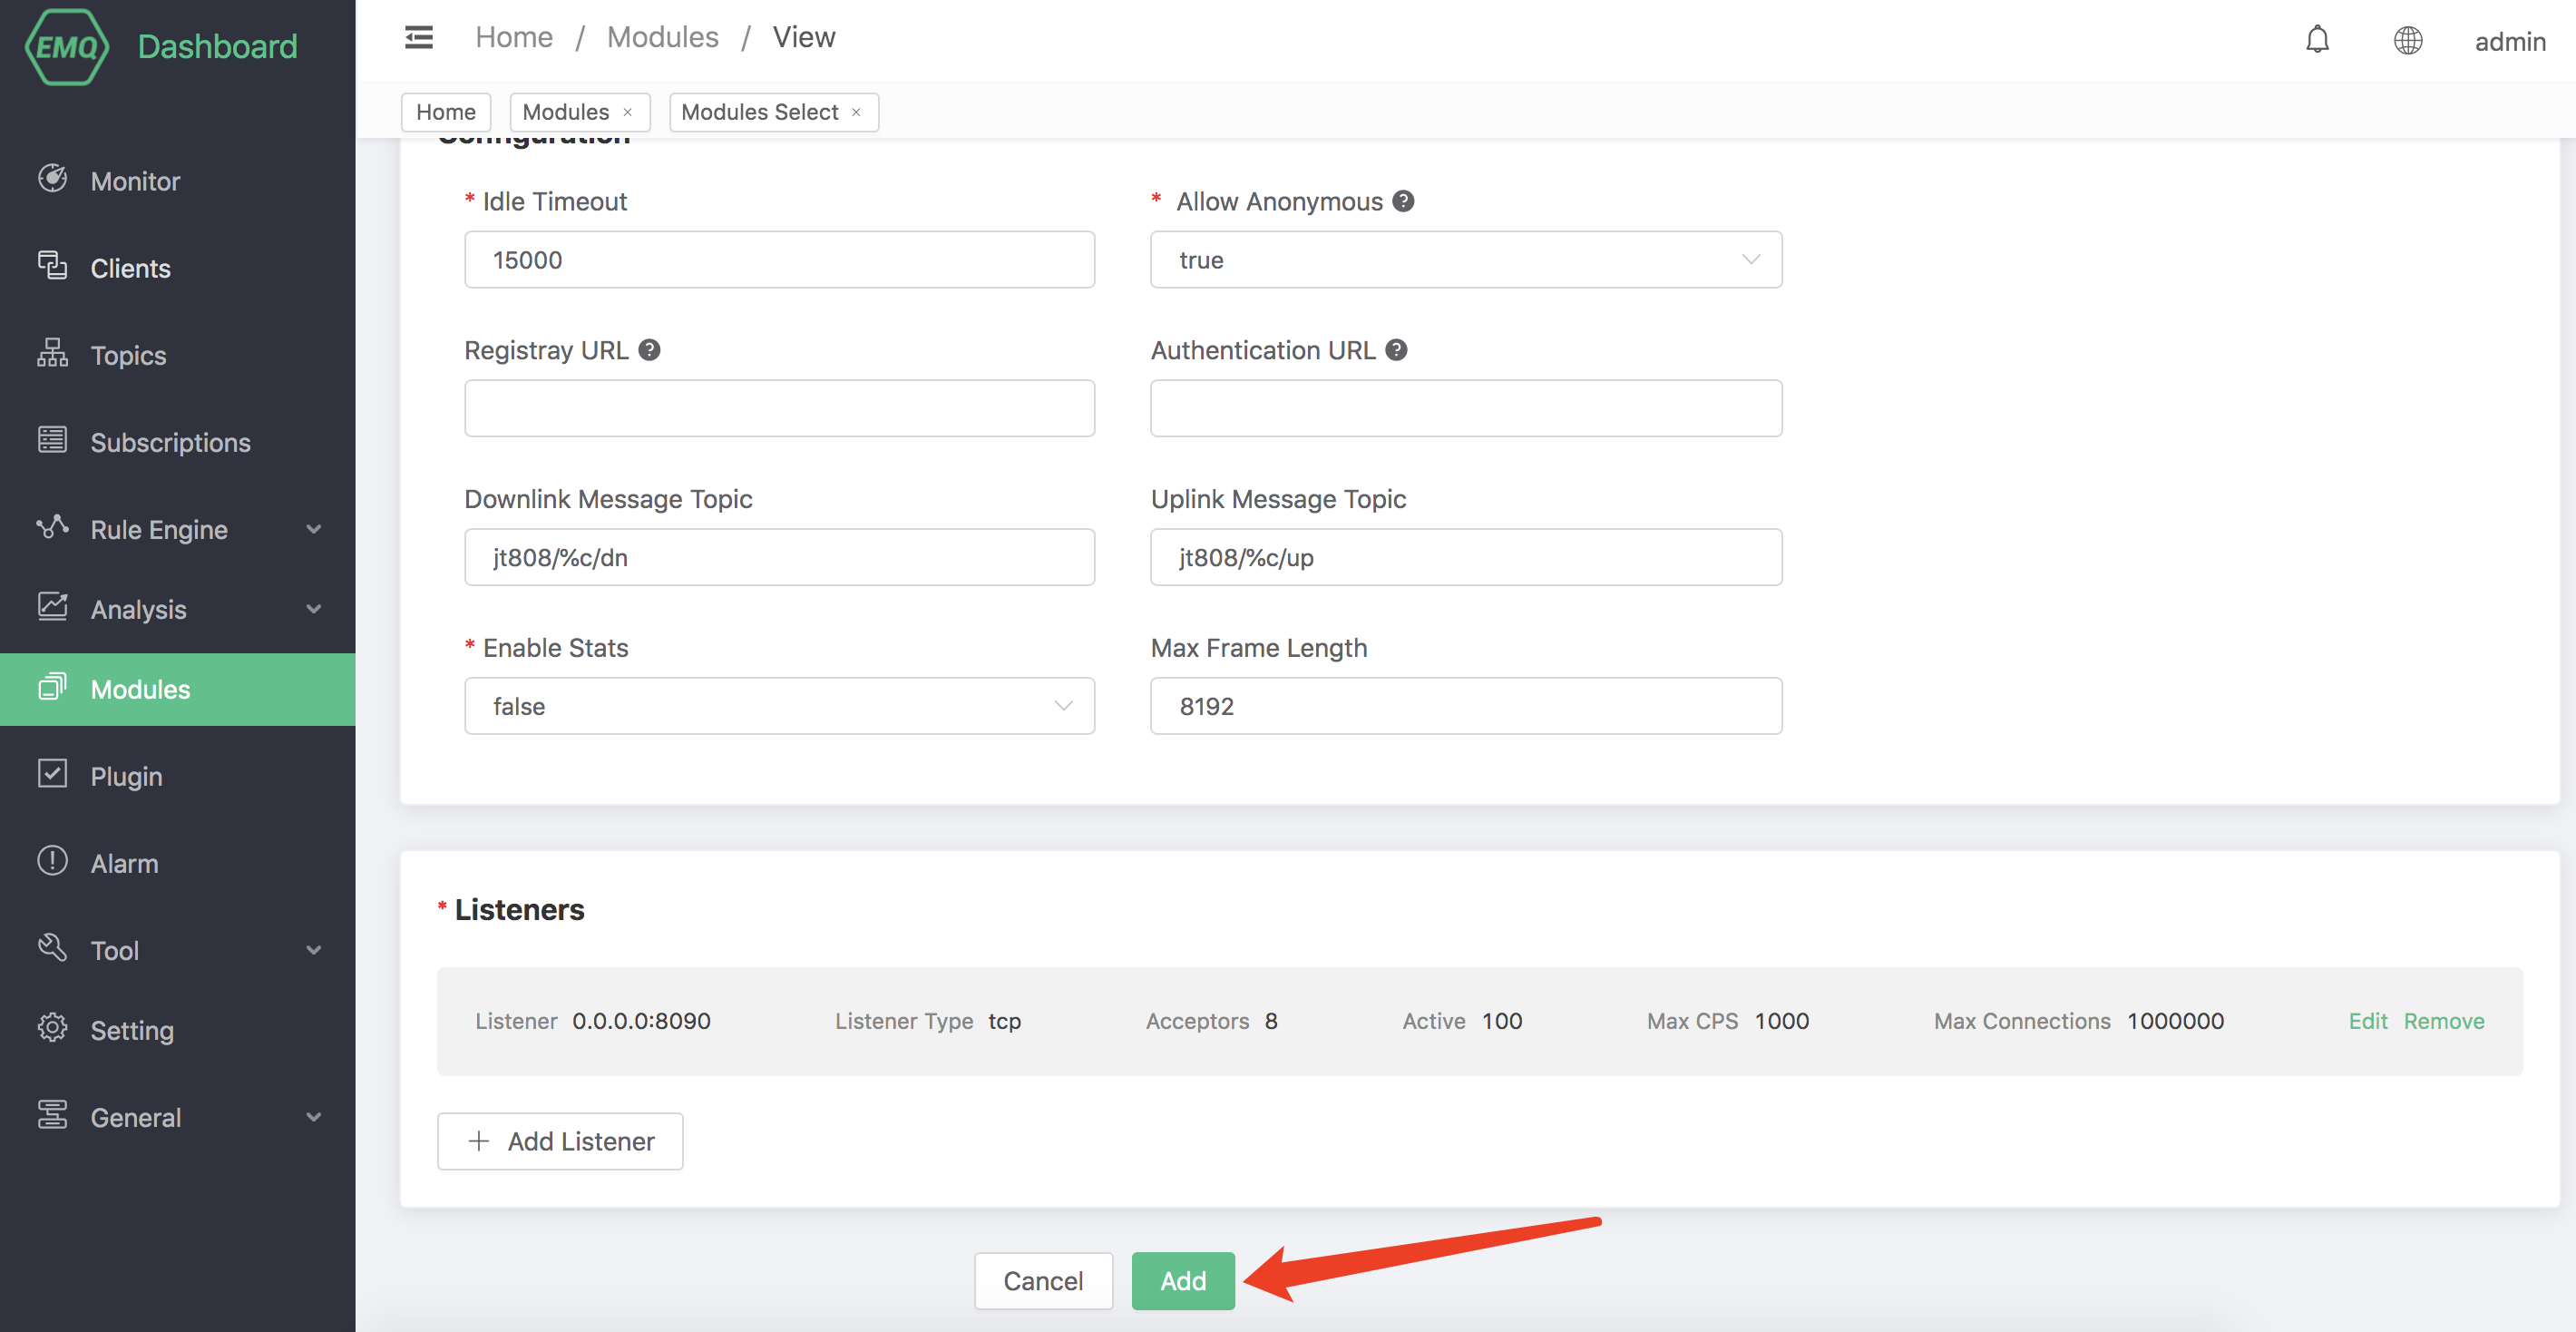 EMQ Dashboard
Home / Modules / View
admin
Home
Modules ×
Modules Select ×
Monitor
Clients
Topics
Subscriptions
Rule Engine
Analysis
Modules
Plugin
Alarm
Tool
Setting
General
Configuration
* Idle Timeout
15000
* Allow Anonymous ?
true
Registray URL ?
Authentication URL ?
Downlink Message Topic
jt808/%c/dn
Uplink Message Topic
jt808/%c/up
* Enable Stats
false
Max Frame Length
8192
* Listeners
Listener 0.0.0.0:8090 Listener Type tcp Acceptors 8 Active 100 Max CPS 1000 Max Connections 1000000 Edit Remove
+ Add Listener
Cancel
Add